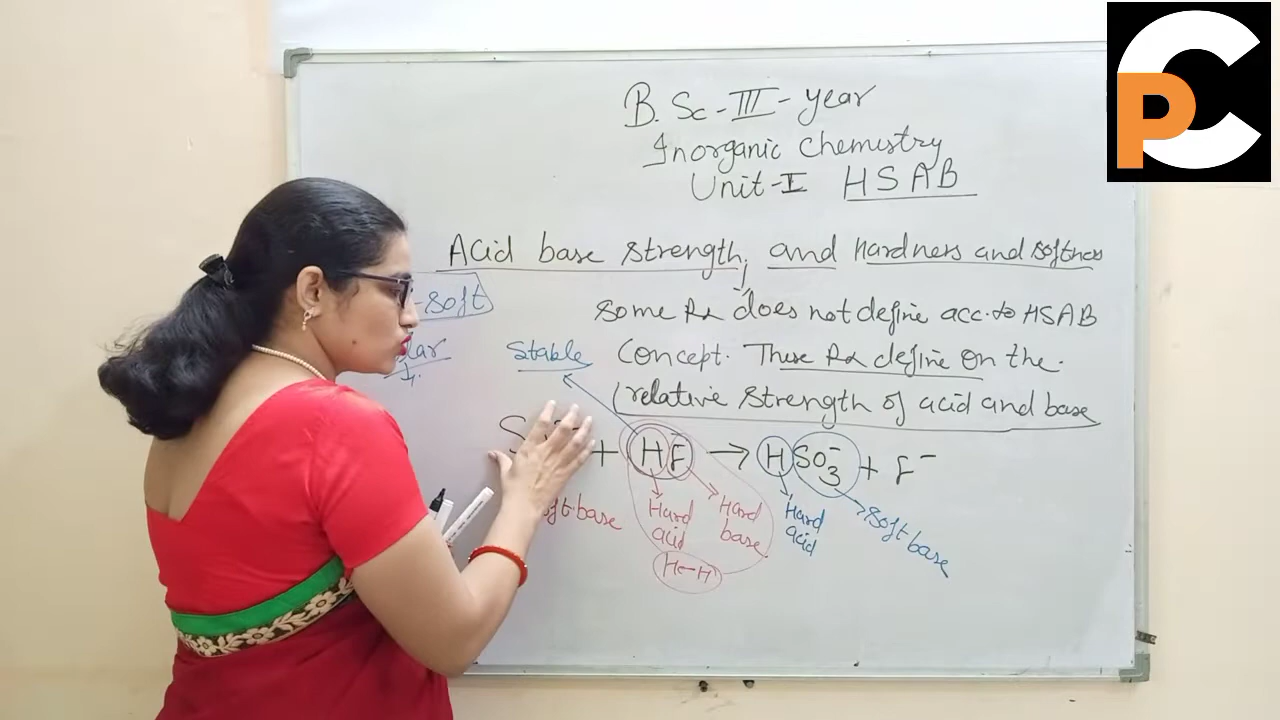 PC
B.Sc-III-year
Inorganic Chemistry
Unit-I HSAB
Acid base strength, and Hardness and softness
-soft
some Rx does not define acc. to HSAB
Stable
Concept. These Rx define on the.
relative strength of acid and base
+ HF → HSO3- + F-
base
Hard acid
Hard base
Hard acid
soft base
H-H